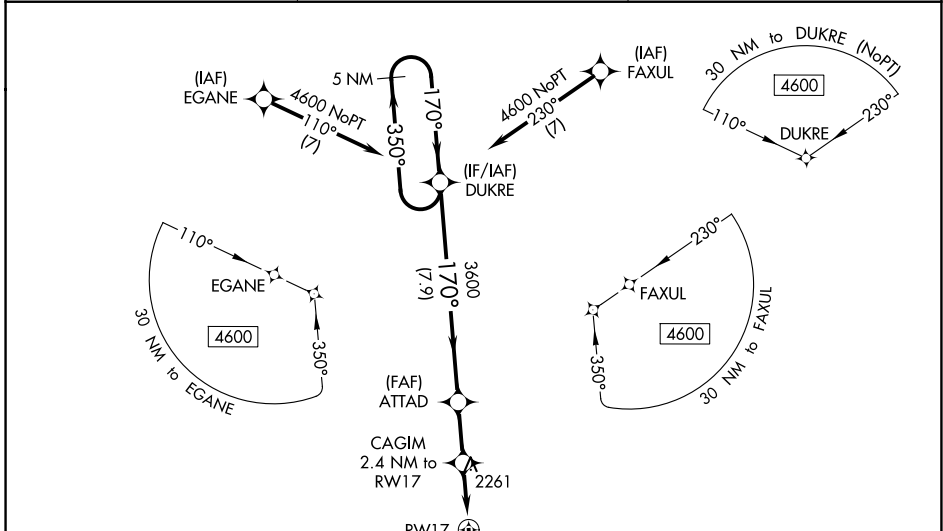 (IAF)
EGANE
4600 NoPT
110°
(7)
5 NM
170°
350°
(IF/IAF)
DUKRE
(IAF)
FAXUL
4600 NoPT
230°
(7)
30 NM to DUKRE (NoPT)
4600
110°
230°
DUKRE
110°
EGANE
350°
4600
30 NM to EGANE
3600
170°
(7.9)
230°
FAXUL
350°
4600
30 NM to FAXUL
(FAF)
ATTAD
CAGIM
2.4 NM to
RW17
2261
RW17